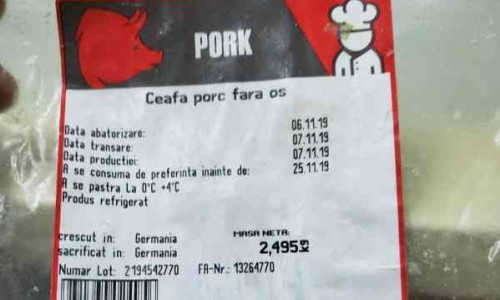 PORK
Ceafa porc fara os
Data abatorizare: 06.11.19
Data transare: 07.11.19
Data productiei: 07.11.19
A se consuma de preferinta inainte de: 25.11.19
A se pastra La 0°C +4°C
Produs refrigerat
crescut in: Germania
sacrificat in: Germania
MASA NETA:
2,495
Numar Lot: 2194542770 FA-Nr.: 13264770